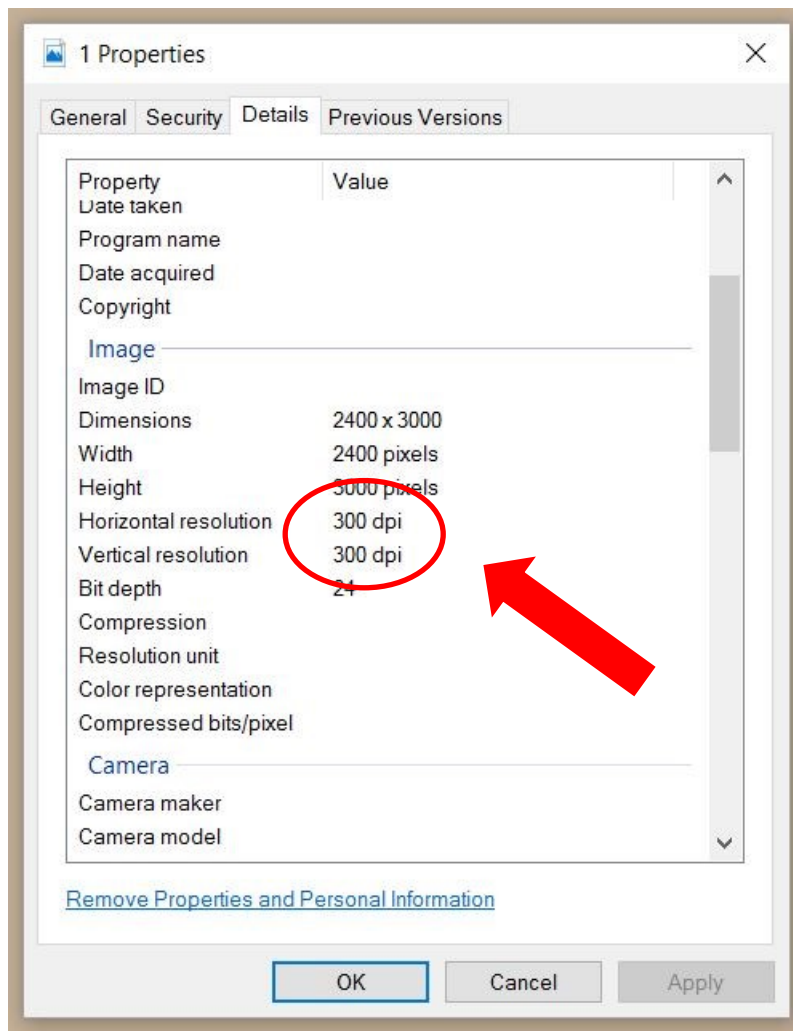 1 Properties
General Security Details Previous Versions
Property Value
Date taken
Program name
Date acquired
Copyright
Image
Image ID
Dimensions 2400 x 3000
Width 2400 pixels
Height 3000 pixels
Horizontal resolution 300 dpi
Vertical resolution 300 dpi
Bit depth 24
Compression
Resolution unit
Color representation
Compressed bits/pixel
Camera
Camera maker
Camera model
Remove Properties and Personal Information
OK Cancel Apply